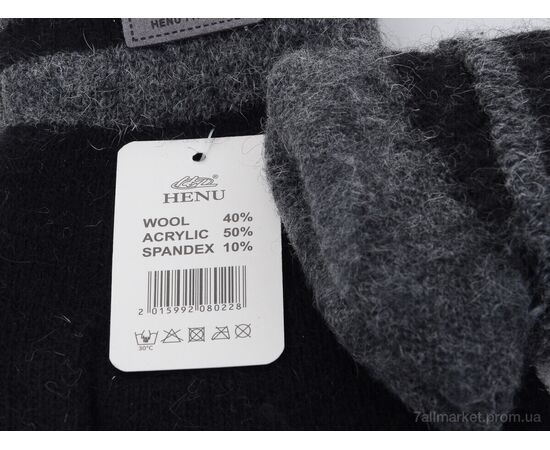 HENU
HENU
WOOL 40%
ACRYLIC 50%
SPANDEX 10%
2 015992 080228
30°C
7allmarket.prom.ua